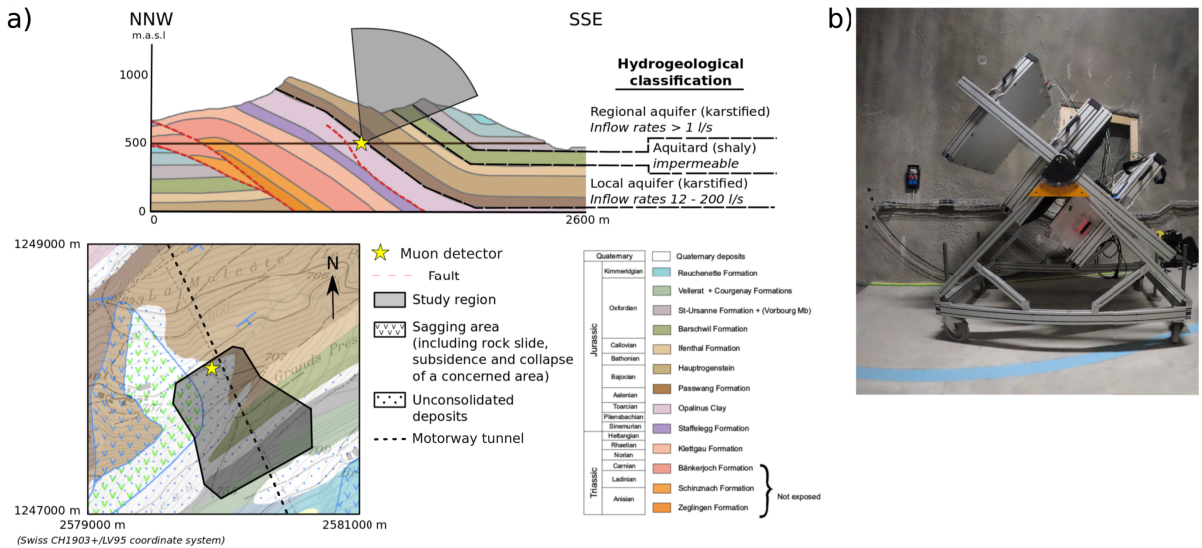 a)
NNW
m.a.s.l
SSE
b)
1000
500
0
0
2600 m
Hydrogeological
classification
Regional aquifer (karstified)
Inflow rates > 1 l/s
Aquitard (shaly)
impermeable
Local aquifer (karstified)
Inflow rates 12 - 200 l/s
1249000 m
1247000 m
2579000 m
2581000 m
(Swiss CH1903+/LV95 coordinate system)
N
Malcôte
796
707
Grands Prés
Muon detector
Fault
Study region
Sagging area
(including rock slide,
subsidence and collapse
of a concerned area)
Unconsolidated
deposits
Motorway tunnel
Quaternary
Jurassic
Kimmeridgian
Oxfordian
Callovian
Bathonian
Bajocian
Aalenian
Toarcian
Pliensbachian
Sinemurian
Triassic
Hettangian
Rhaetian
Norian
Carnian
Ladinian
Anisian
Quaternary deposits
Reuchenette Formation
Vellerat + Courgenay Formations
St-Ursanne Formation + (Vorbourg Mb)
Barschwil Formation
Ifenthal Formation
Hauptrogenstein
Passwang Formation
Opalinus Clay
Staffelegg Formation
Klettgau Formation
Bänkerjoch Formation
Schinznach Formation
Zeglingen Formation
Not exposed